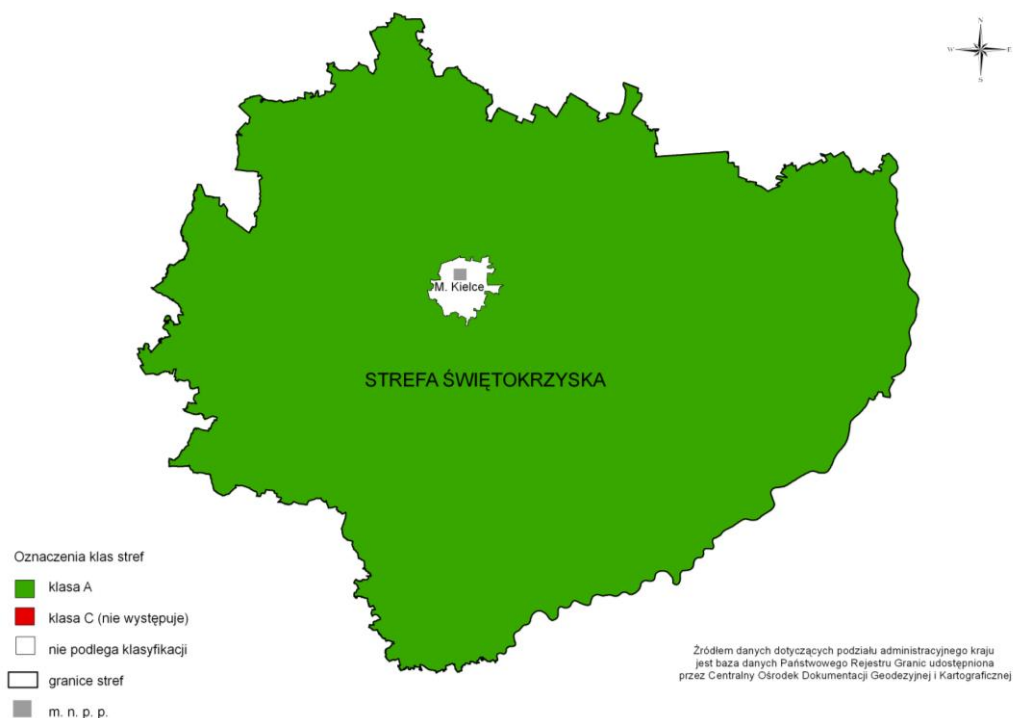 N
W
E
S
M. Kielce
STREFA ŚWIĘTOKRZYSKA
Oznaczenia klas stref
klasa A
klasa C (nie występuje)
nie podlega klasyfikacji
granice stref
m. n. p. p.
Źródłem danych dotyczących podziału administracyjnego kraju
jest baza danych Państwowego Rejestru Granic udostępniona
przez Centralny Ośrodek Dokumentacji Geodezyjnej i Kartograficznej